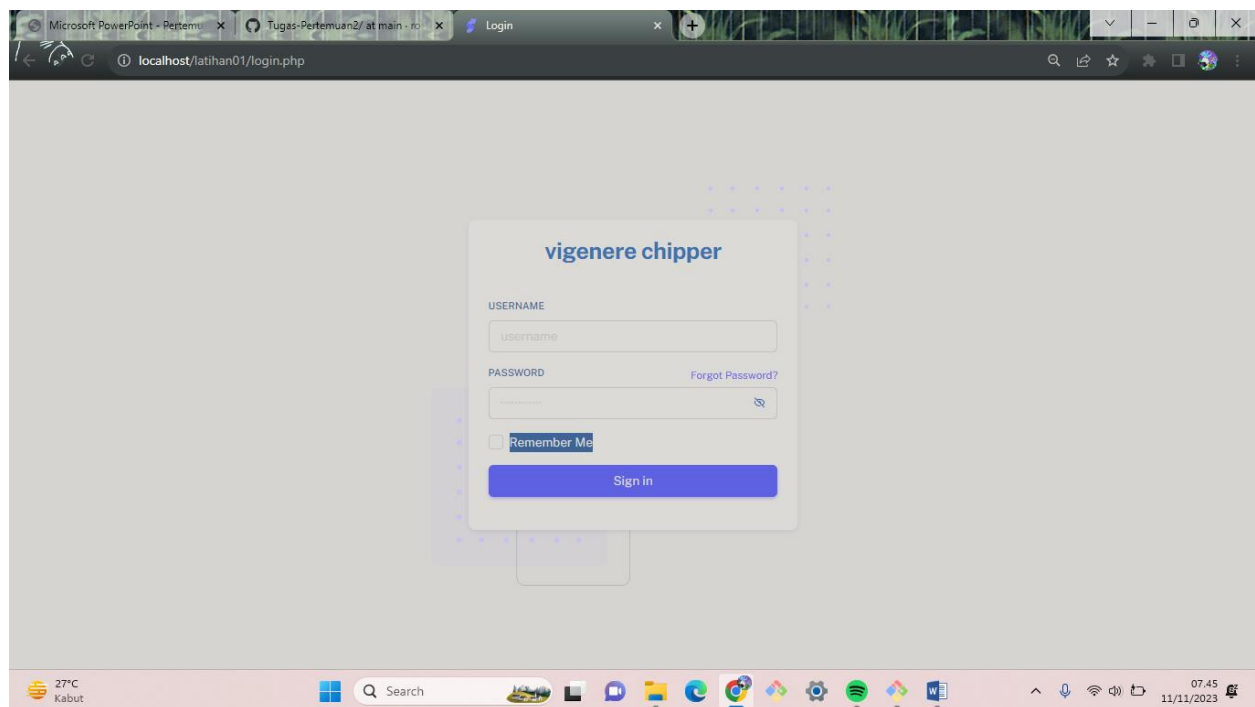 Microsoft PowerPoint - Pertemu
Tugas-Pertemuan2/ at main · ro
Login
localhost/latihan01/login.php
vigenere chipper
USERNAME
username
PASSWORD
Forgot Password?
Remember Me
Sign in
27°C
Kabut
Search
07.45
11/11/2023